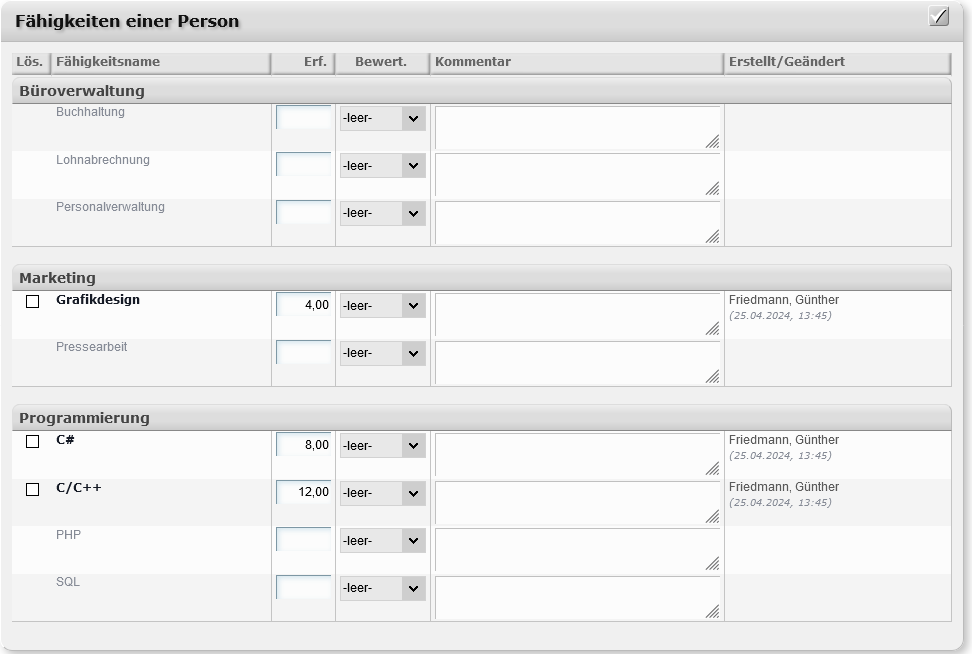 Fähigkeiten einer Person
Lös. Fähigkeitsname Erf. Bewert. Kommentar Erstellt/Geändert
Büroverwaltung
Buchhaltung -leer-
Lohnabrechnung -leer-
Personalverwaltung -leer-
Marketing
Grafikdesign 4,00 -leer- Friedmann, Günther
(25.04.2024, 13:45)
Pressearbeit -leer-
Programmierung
C# 8,00 -leer- Friedmann, Günther
(25.04.2024, 13:45)
C/C++ 12,00 -leer- Friedmann, Günther
(25.04.2024, 13:45)
PHP -leer-
SQL -leer-